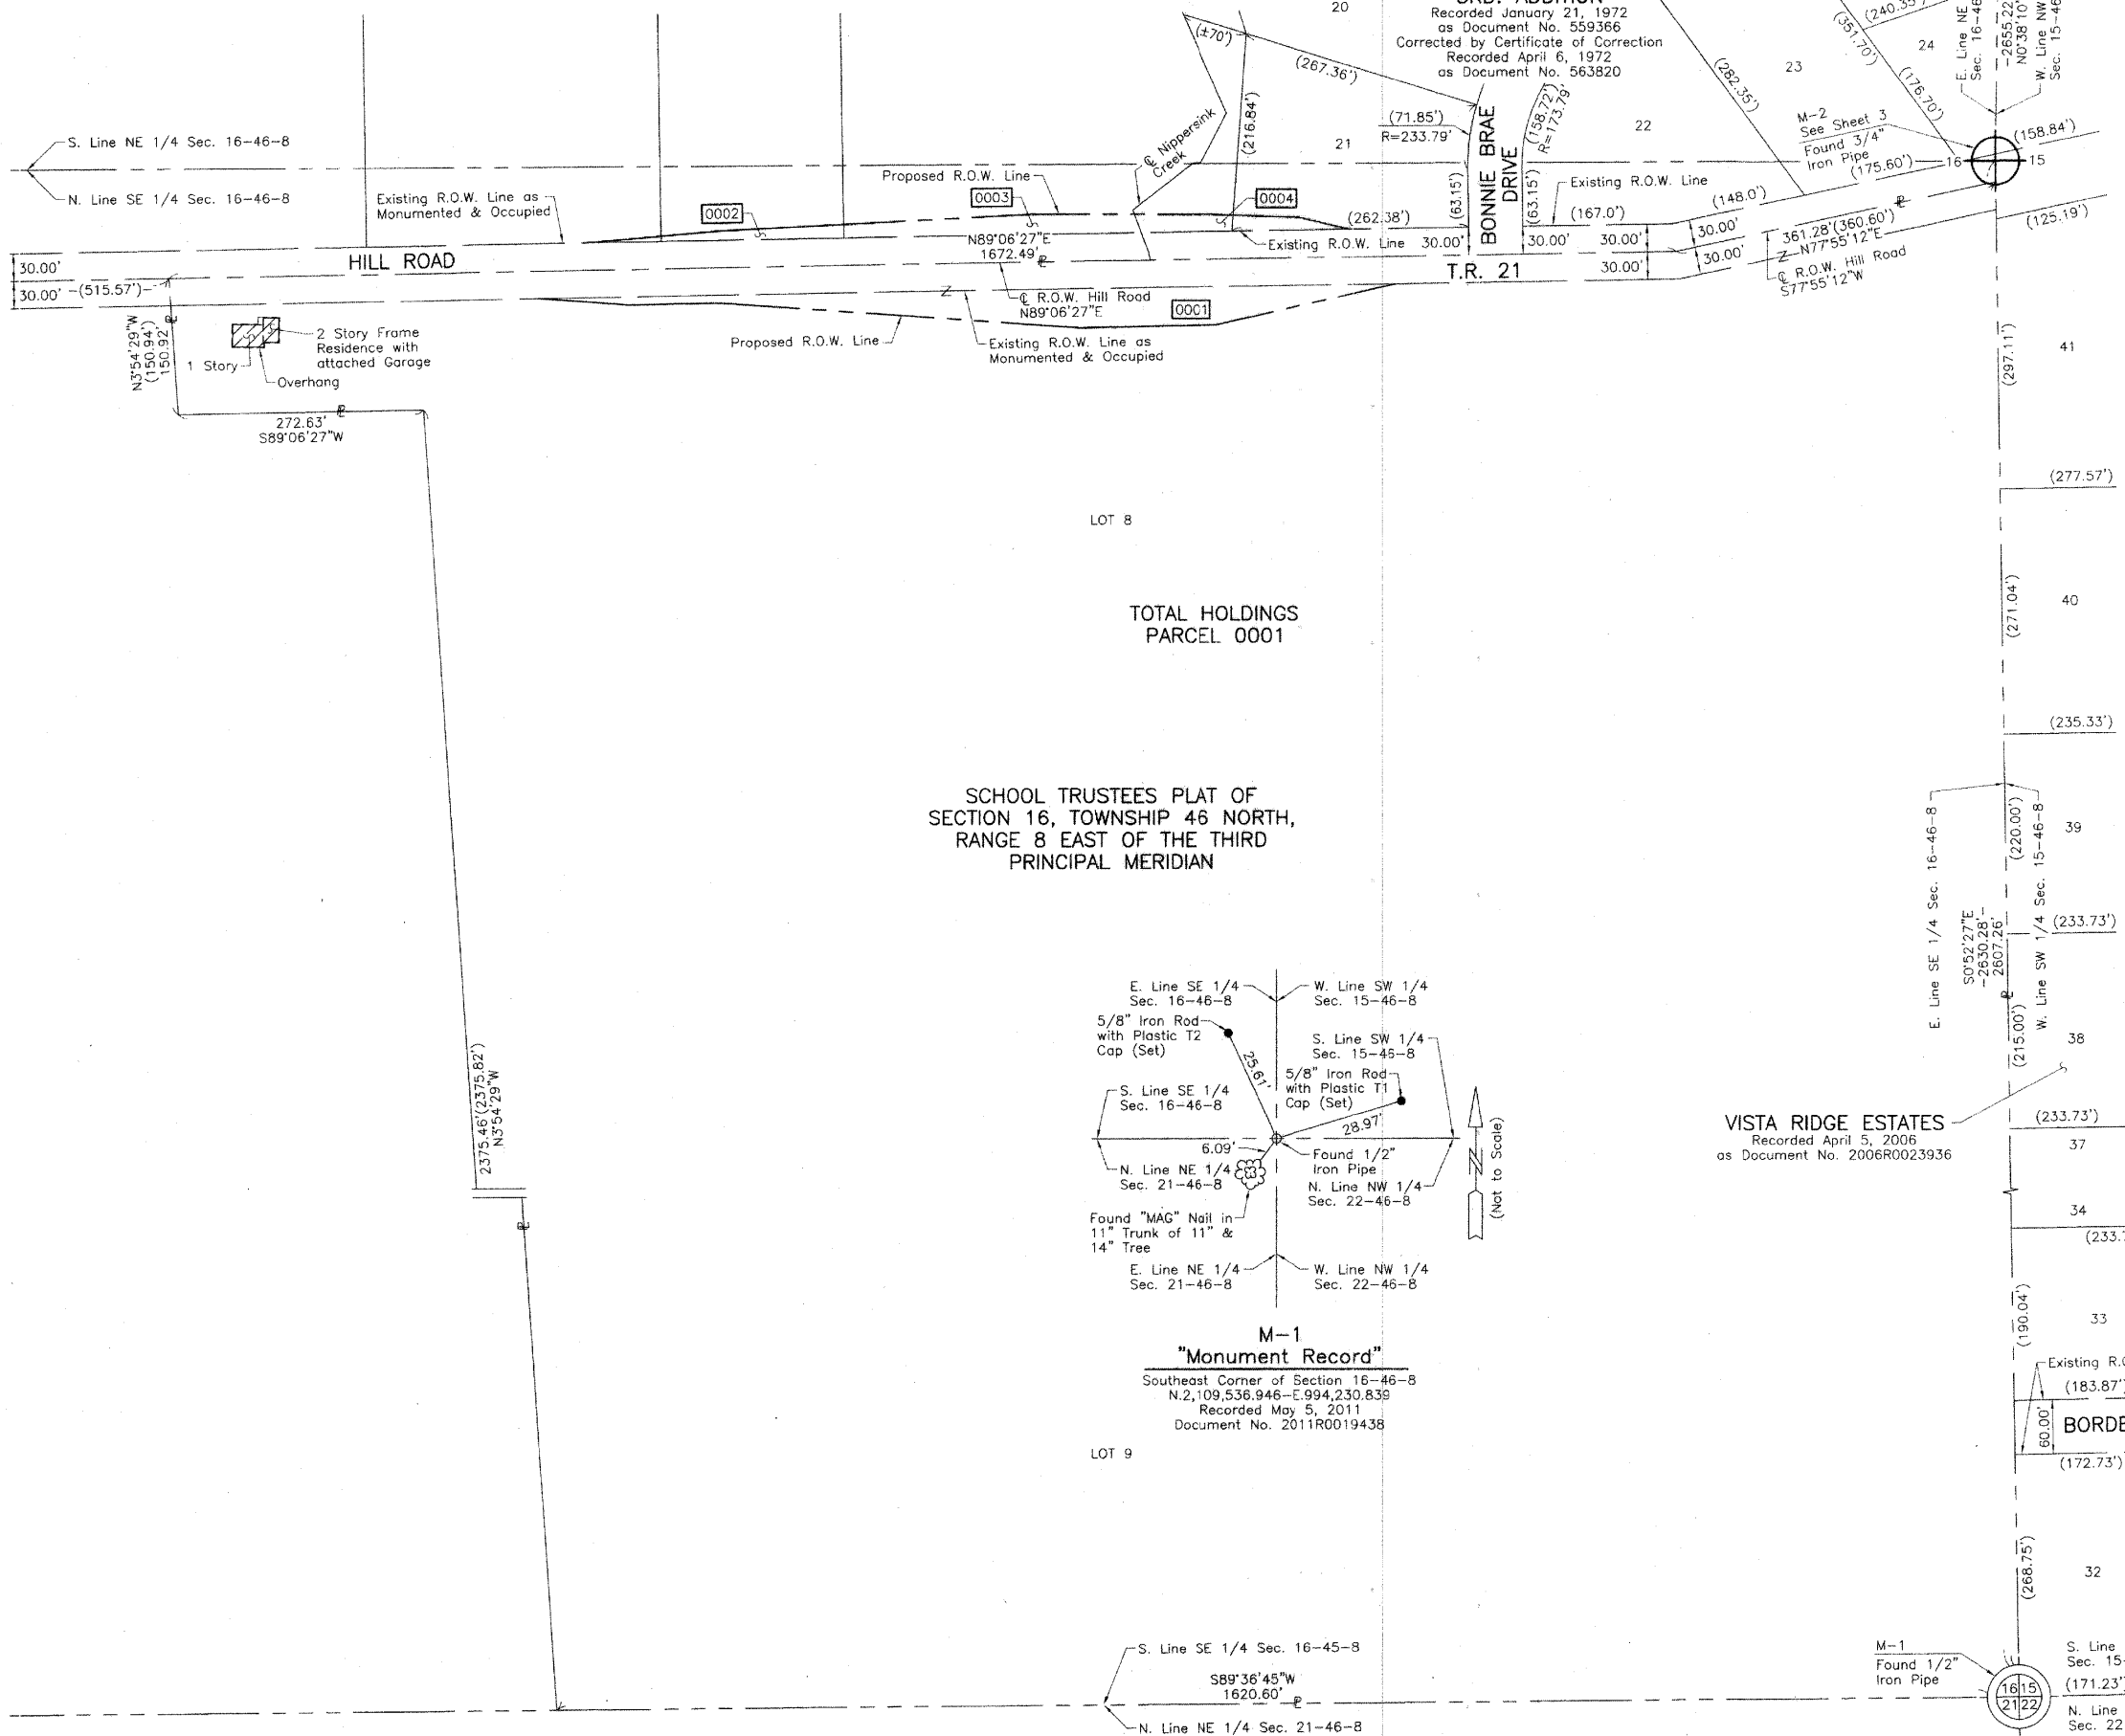 20
3RD. ADDITION
Recorded January 21, 1972
as Document No. 559366
Corrected by Certificate of Correction
Recorded April 6, 1972
as Document No. 563820
(±70')
(267.36')
(216.84')
℄ Nippersink
Creek
21
(71.85')
R=233.79'
(158.72')
R=173.79'
22
(282.35')
23
(351.70')
(240.35')
24
(176.70')
E. Line NE
Sec. 16-46
-2655.22
N0°38'10"
W. Line NW
Sec. 15-46
M-2
See Sheet 3
Found 3/4"
Iron Pipe
(175.60')
16
15
(158.84')
(125.19')
S. Line NE 1/4 Sec. 16-46-8
N. Line SE 1/4 Sec. 16-46-8
Existing R.O.W. Line as
Monumented & Occupied
0002
Proposed R.O.W. Line
0003
0004
(262.38')
(63.15')
BONNIE BRAE
DRIVE
(63.15')
Existing R.O.W. Line
(167.0')
(148.0')
N89°06'27"E
1672.49'
Existing R.O.W. Line
30.00'
30.00'
30.00'
30.00'
30.00'
30.00'
361.28'(360.60')
N77°55'12"E
℄ R.O.W. Hill Road
S77°55'12"W
30.00'
30.00'
(515.57')
HILL ROAD
T.R. 21
℄ R.O.W. Hill Road
N89°06'27"E
0001
Proposed R.O.W. Line
Existing R.O.W. Line as
Monumented & Occupied
N3°54'29"W
(150.94')
150.92'
2 Story Frame
Residence with
attached Garage
1 Story
Overhang
272.63'
S89°06'27"W
(297.11')
41
(277.57')
LOT 8
(271.04')
40
TOTAL HOLDINGS
PARCEL 0001
(235.33')
SCHOOL TRUSTEES PLAT OF
SECTION 16, TOWNSHIP 46 NORTH,
RANGE 8 EAST OF THE THIRD
PRINCIPAL MERIDIAN
E. Line SE 1/4 Sec. 16-46-8
S0°52'27"E
-2630.28'-
2607.26'
(220.00')
W. Line SW 1/4 Sec. 15-46-8
39
(233.73')
(215.00')
38
2375.46'(2375.82')
N3°54'29"W
E. Line SE 1/4
Sec. 16-46-8
W. Line SW 1/4
Sec. 15-46-8
5/8" Iron Rod
with Plastic T2
Cap (Set)
25.61'
S. Line SW 1/4
Sec. 15-46-8
5/8" Iron Rod
with Plastic T1
Cap (Set)
28.97'
S. Line SE 1/4
Sec. 16-46-8
6.09'
N. Line NE 1/4
Sec. 21-46-8
Found 1/2"
Iron Pipe
N. Line NW 1/4
Sec. 22-46-8
Found "MAG" Nail in
11" Trunk of 11" &
14" Tree
E. Line NE 1/4
Sec. 21-46-8
W. Line NW 1/4
Sec. 22-46-8
N
(Not to Scale)
M-1
"Monument Record"
Southeast Corner of Section 16-46-8
N.2,109,536.946-E.994,230.839
Recorded May 5, 2011
Document No. 2011R0019438
VISTA RIDGE ESTATES
Recorded April 5, 2006
as Document No. 2006R0023936
(233.73')
37
34
(233.7
(190.04')
33
Existing R.O
(183.87')
60.00'
BORDE
(172.73')
LOT 9
(268.75')
32
S. Line SE 1/4 Sec. 16-45-8
S89°36'45"W
1620.60'
N. Line NE 1/4 Sec. 21-46-8
M-1
Found 1/2"
Iron Pipe
16 15
21 22
S. Line
Sec. 15-
(171.23'
N. Line
Sec. 22